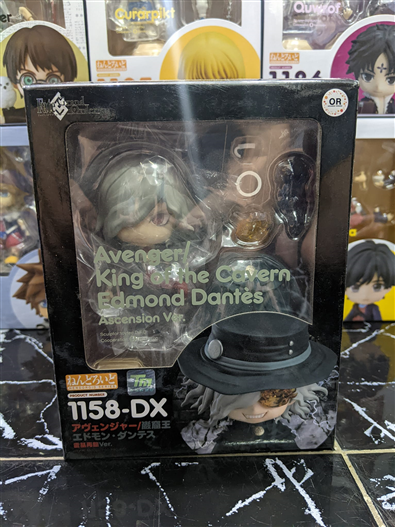 Curarpikt
1196
Fate/Grand Order
OR
Avenger/
King of the Cavern
Edmond Dantès
Ascension Ver.
ねんどろいど
PRODUCT NUMBER
1158-DX
アヴェンジャー/巌窟王
エドモン・ダンテス
霊基再臨Ver.